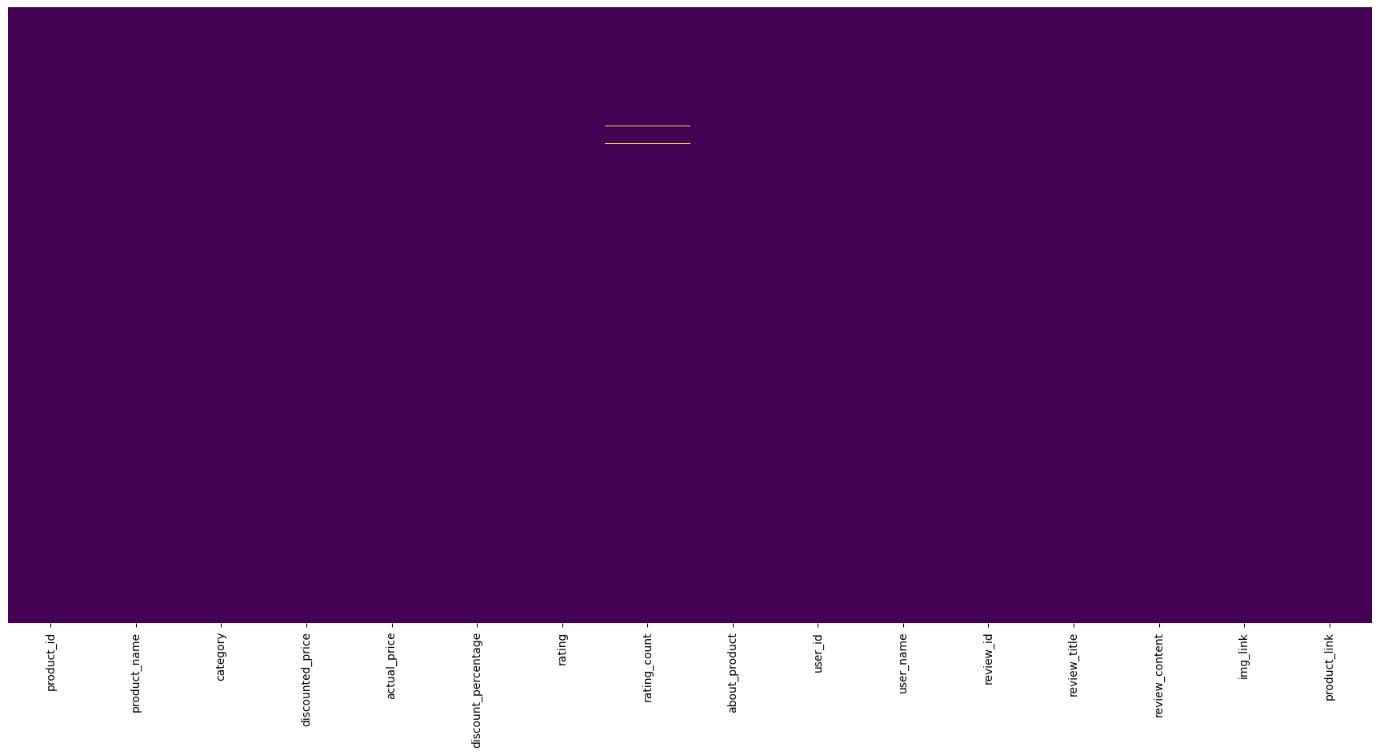 product_id
product_name
category
discounted_price
actual_price
discount_percentage
rating
rating_count
about_product
user_id
user_name
review_id
review_title
review_content
img_link
product_link